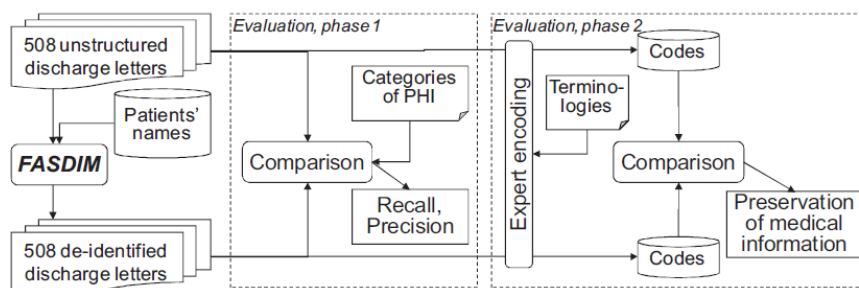 508 unstructured
discharge letters
Patients'
names
FASDIM
508 de-identified
discharge letters
Evaluation, phase 1
Categories
of PHI
Comparison
Recall,
Precision
Evaluation, phase 2
Expert encoding
Termino-
logies
Codes
Comparison
Codes
Preservation
of medical
information